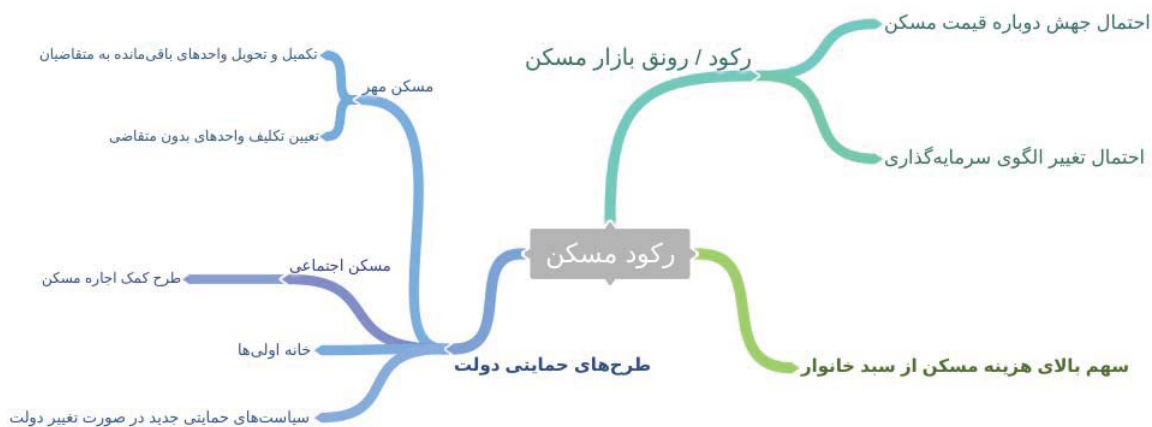 رکود مسکن
رکود / رونق بازار مسکن
احتمال جهش دوباره قیمت مسکن
احتمال تغییر الگوی سرمایه‌گذاری
سهم بالای هزینه مسکن از سبد خانوار
طرح‌های حمایتی دولت
مسکن مهر
تکمیل و تحویل واحدهای باقی‌مانده به متقاضیان
تعیین تکلیف واحدهای بدون متقاضی
مسکن اجتماعی
طرح کمک اجاره مسکن
خانه اولی‌ها
سیاست‌های حمایتی جدید در صورت تغییر دولت